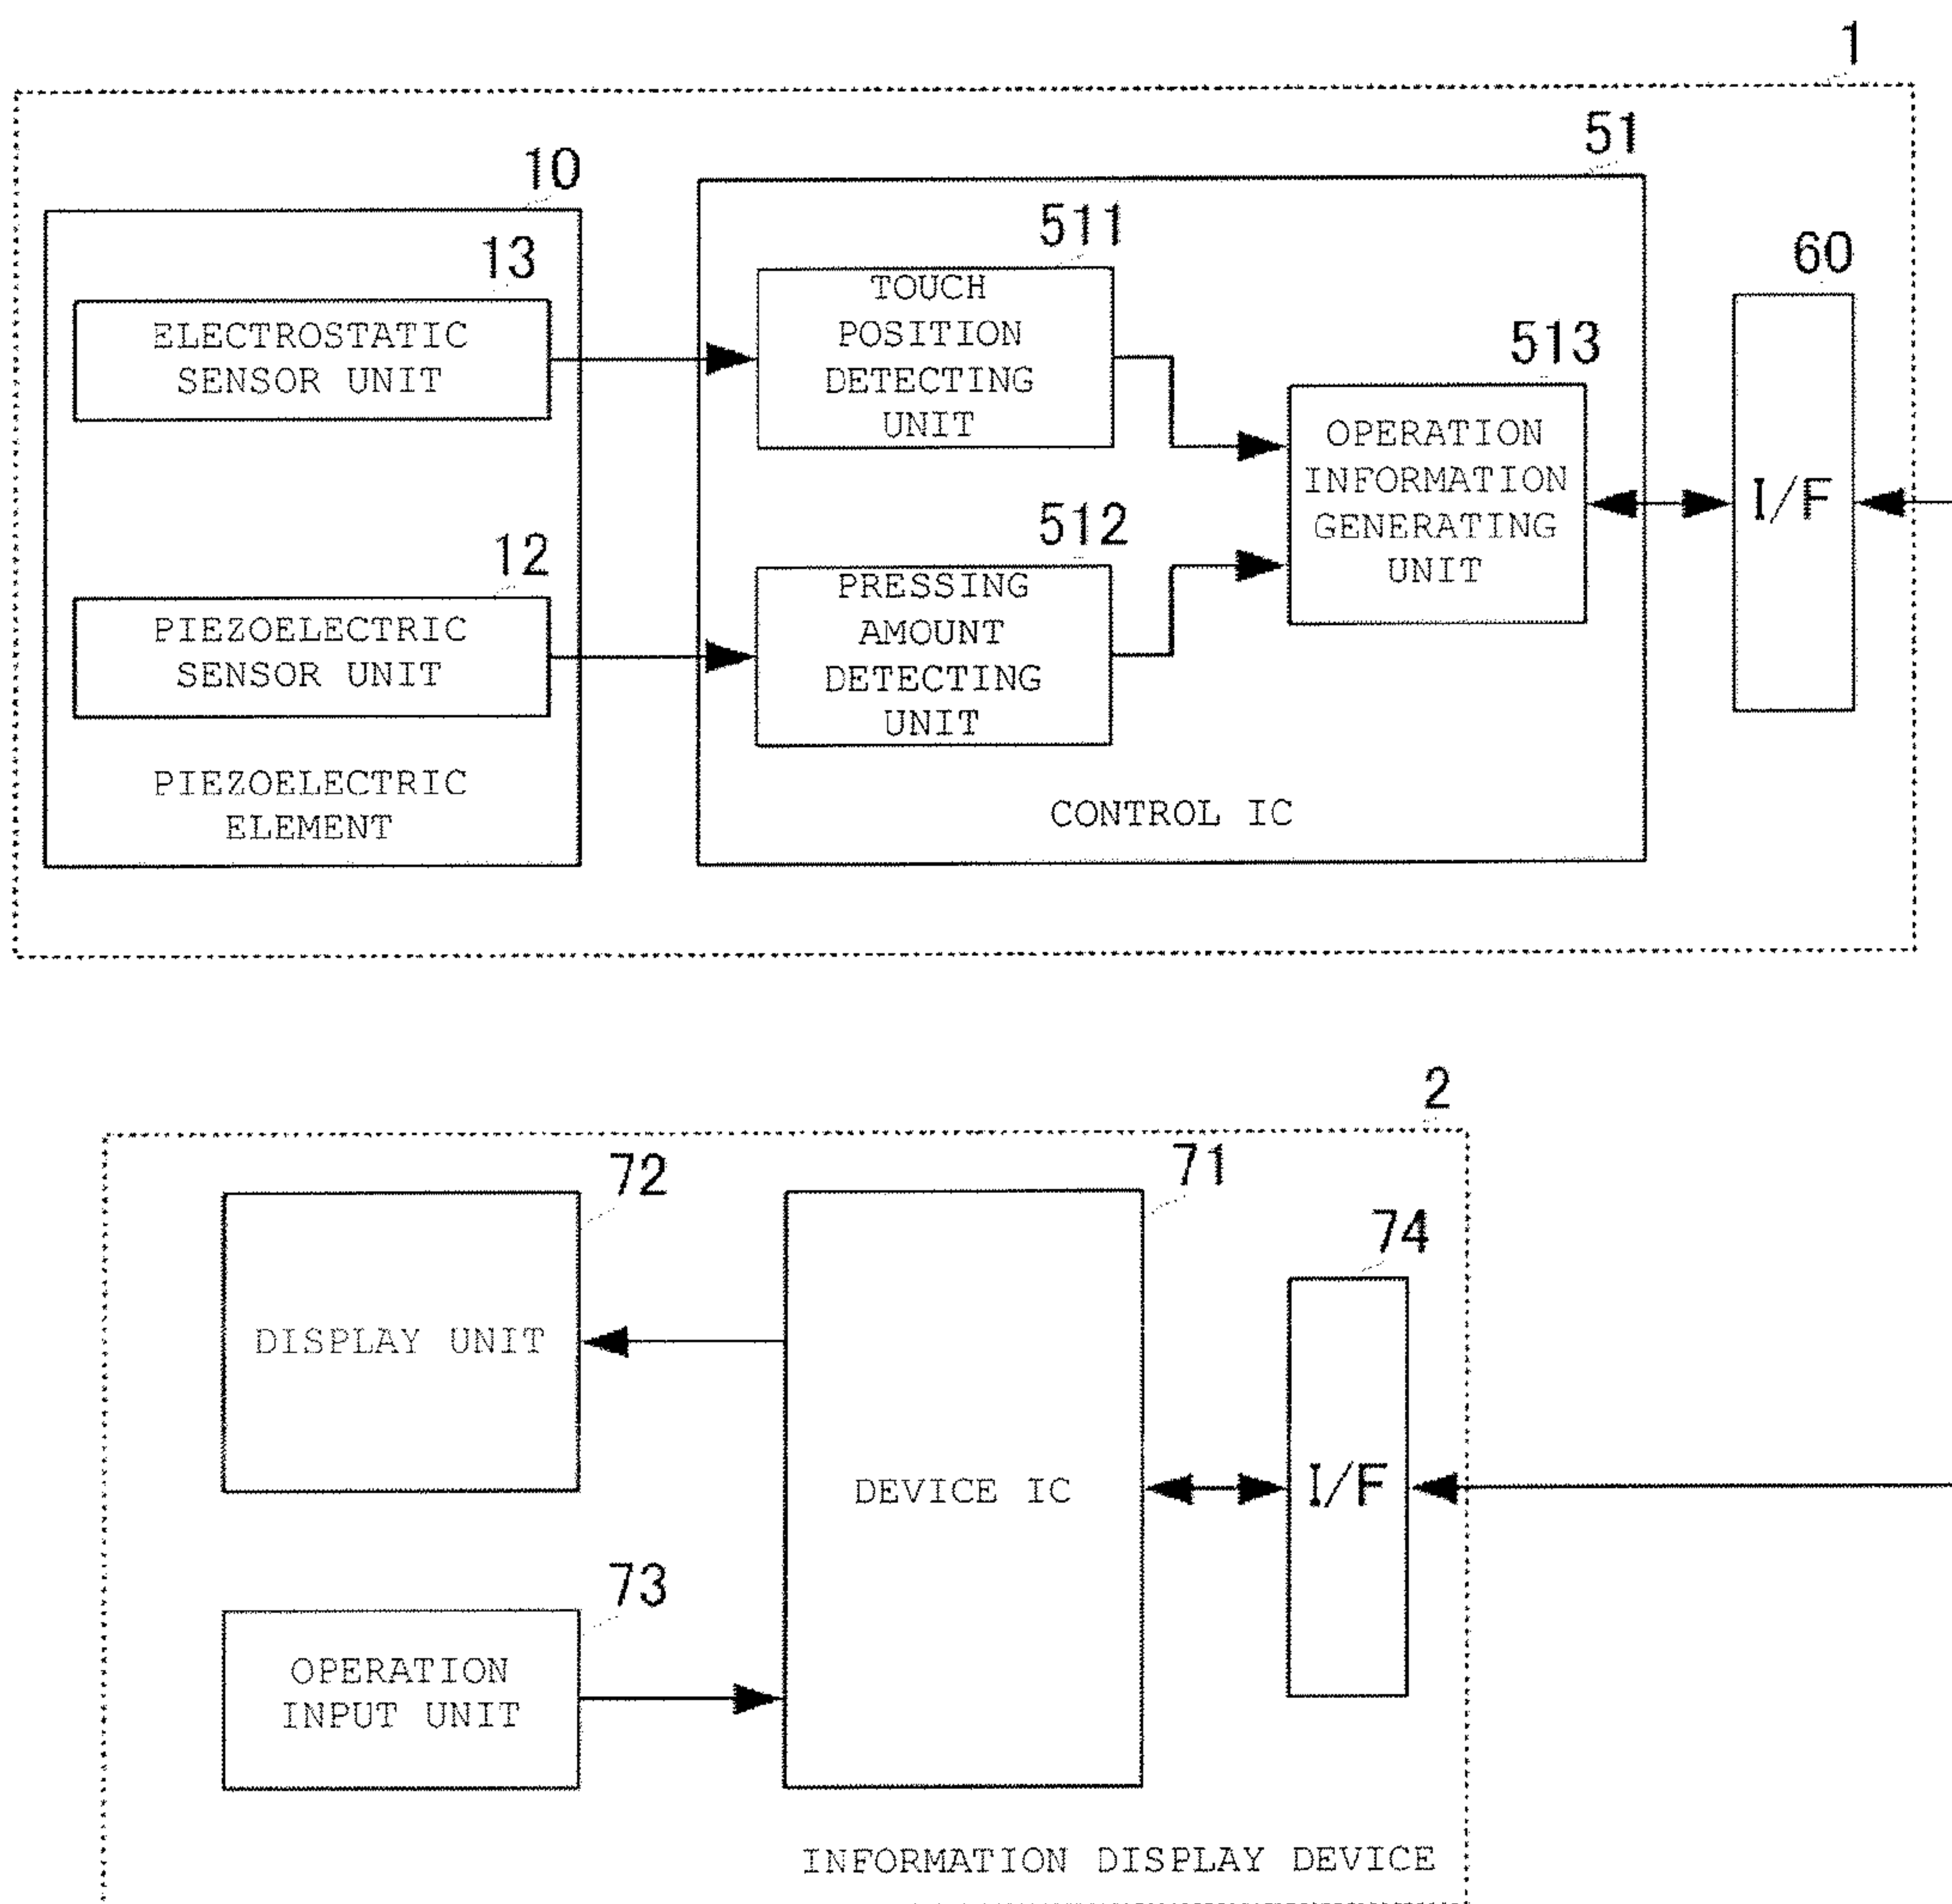 1
51
10
511
13
60
TOUCH
POSITION
DETECTING
UNIT
ELECTROSTATIC
SENSOR UNIT
513
OPERATION
INFORMATION
GENERATING
UNIT
I/F
512
12
PRESSING
AMOUNT
DETECTING
UNIT
PIEZOELECTRIC
SENSOR UNIT
PIEZOELECTRIC
ELEMENT
CONTROL IC
2
72
71
74
DISPLAY UNIT
DEVICE IC
I/F
73
OPERATION
INPUT UNIT
INFORMATION DISPLAY DEVICE